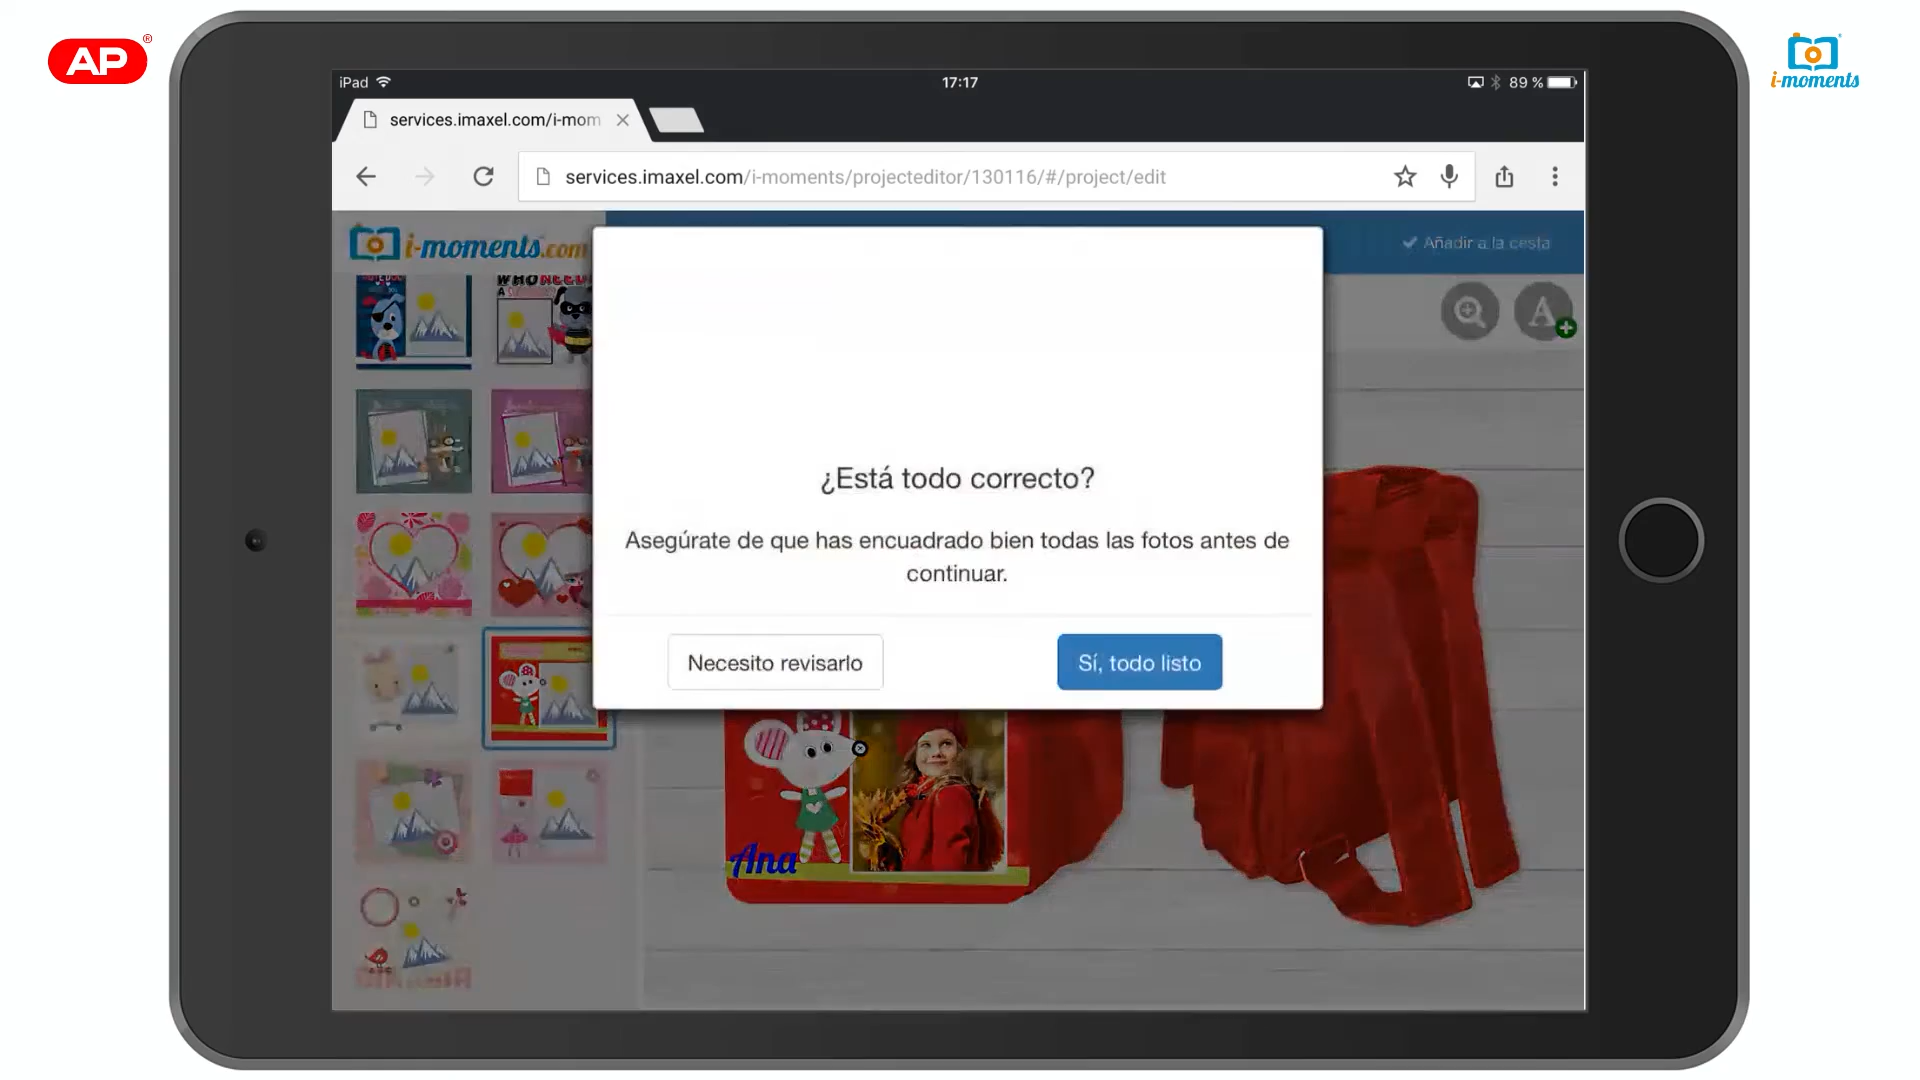 AP®
i-moments
iPad
17:17
89 %
services.imaxel.com/i-mom
services.imaxel.com/i-moments/projecteditor/130116/#/project/edit
i-moments.com
Añadir a la cesta
WHO NEED
A
A
¿Está todo correcto?
Asegúrate de que has encuadrado bien todas las fotos antes de
continuar.
Necesito revisarlo
Sí, todo listo
Ana